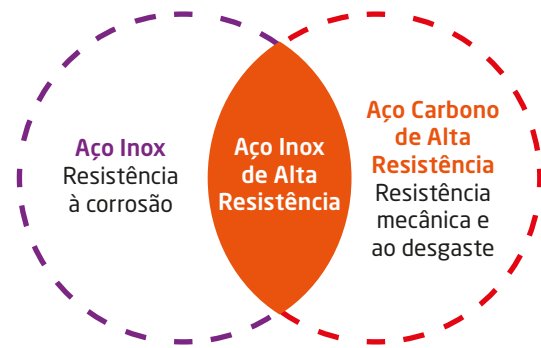 Aço Inox
Resistência
à corrosão
Aço Inox
de Alta
Resistência
Aço Carbono
de Alta
Resistência
Resistência
mecânica e
ao desgaste